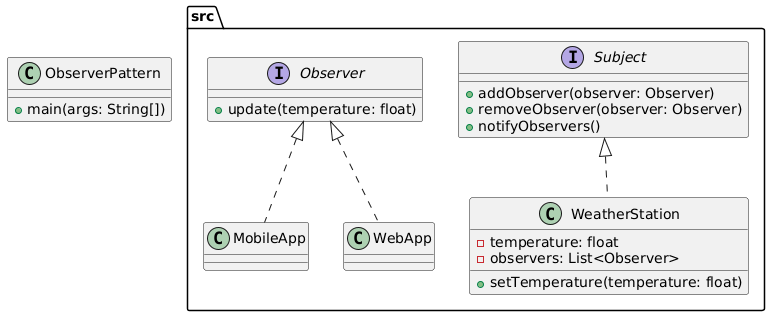 src
C ObserverPattern
main(args: String[])
I Observer
update(temperature: float)
I Subject
addObserver(observer: Observer)
removeObserver(observer: Observer)
notifyObservers()
C MobileApp
C WebApp
C WeatherStation
temperature: float
observers: List<Observer>
setTemperature(temperature: float)